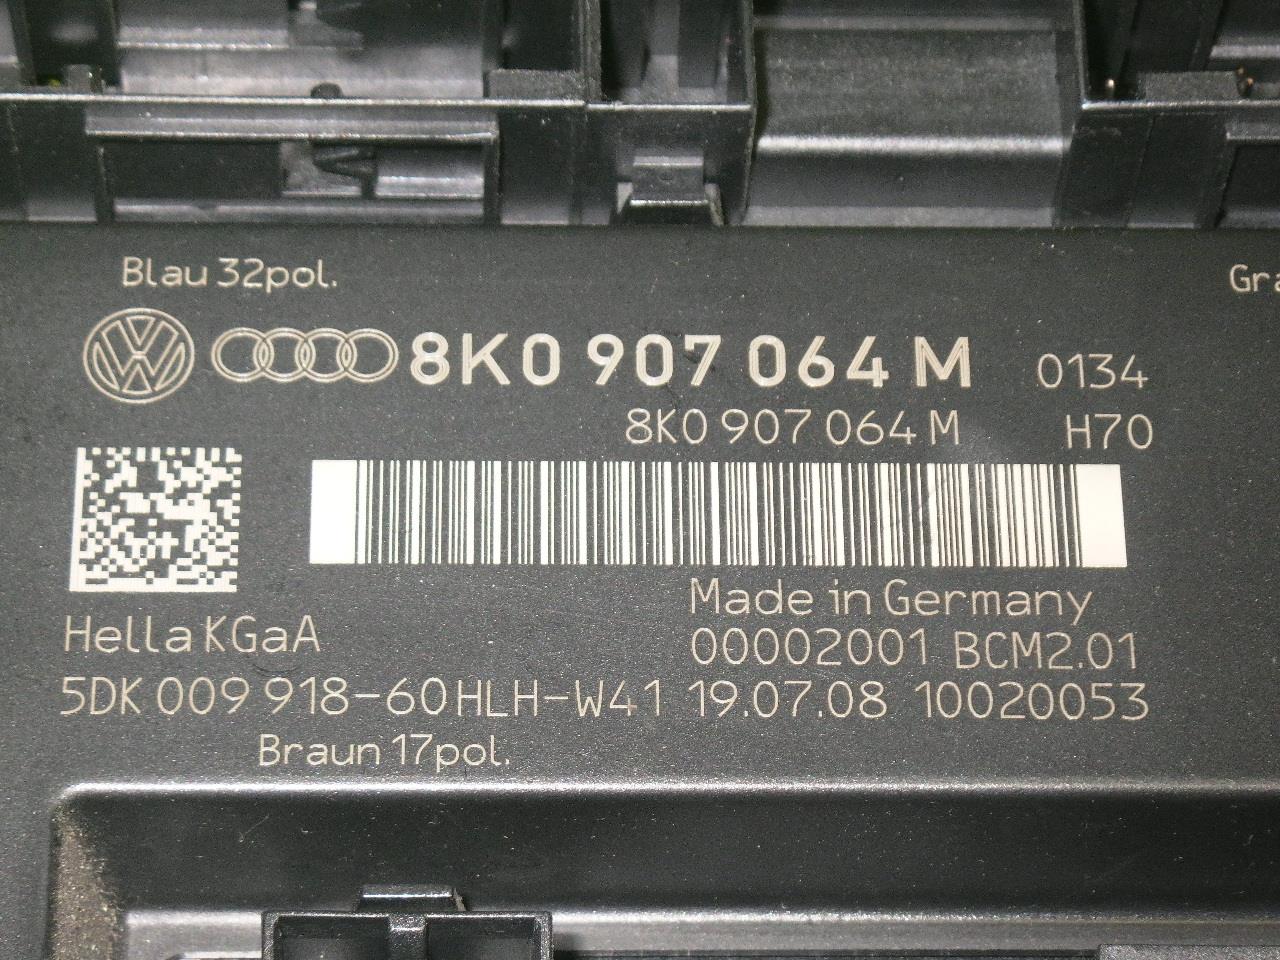 Blau 32pol.
8K0 907 064 M 0134
8K0 907 064 M H70
Made in Germany
Hella KGaA 00002001 BCM2.01
5DK 009 918-60 HLH-W41 19.07.08 10020053
Braun 17pol.